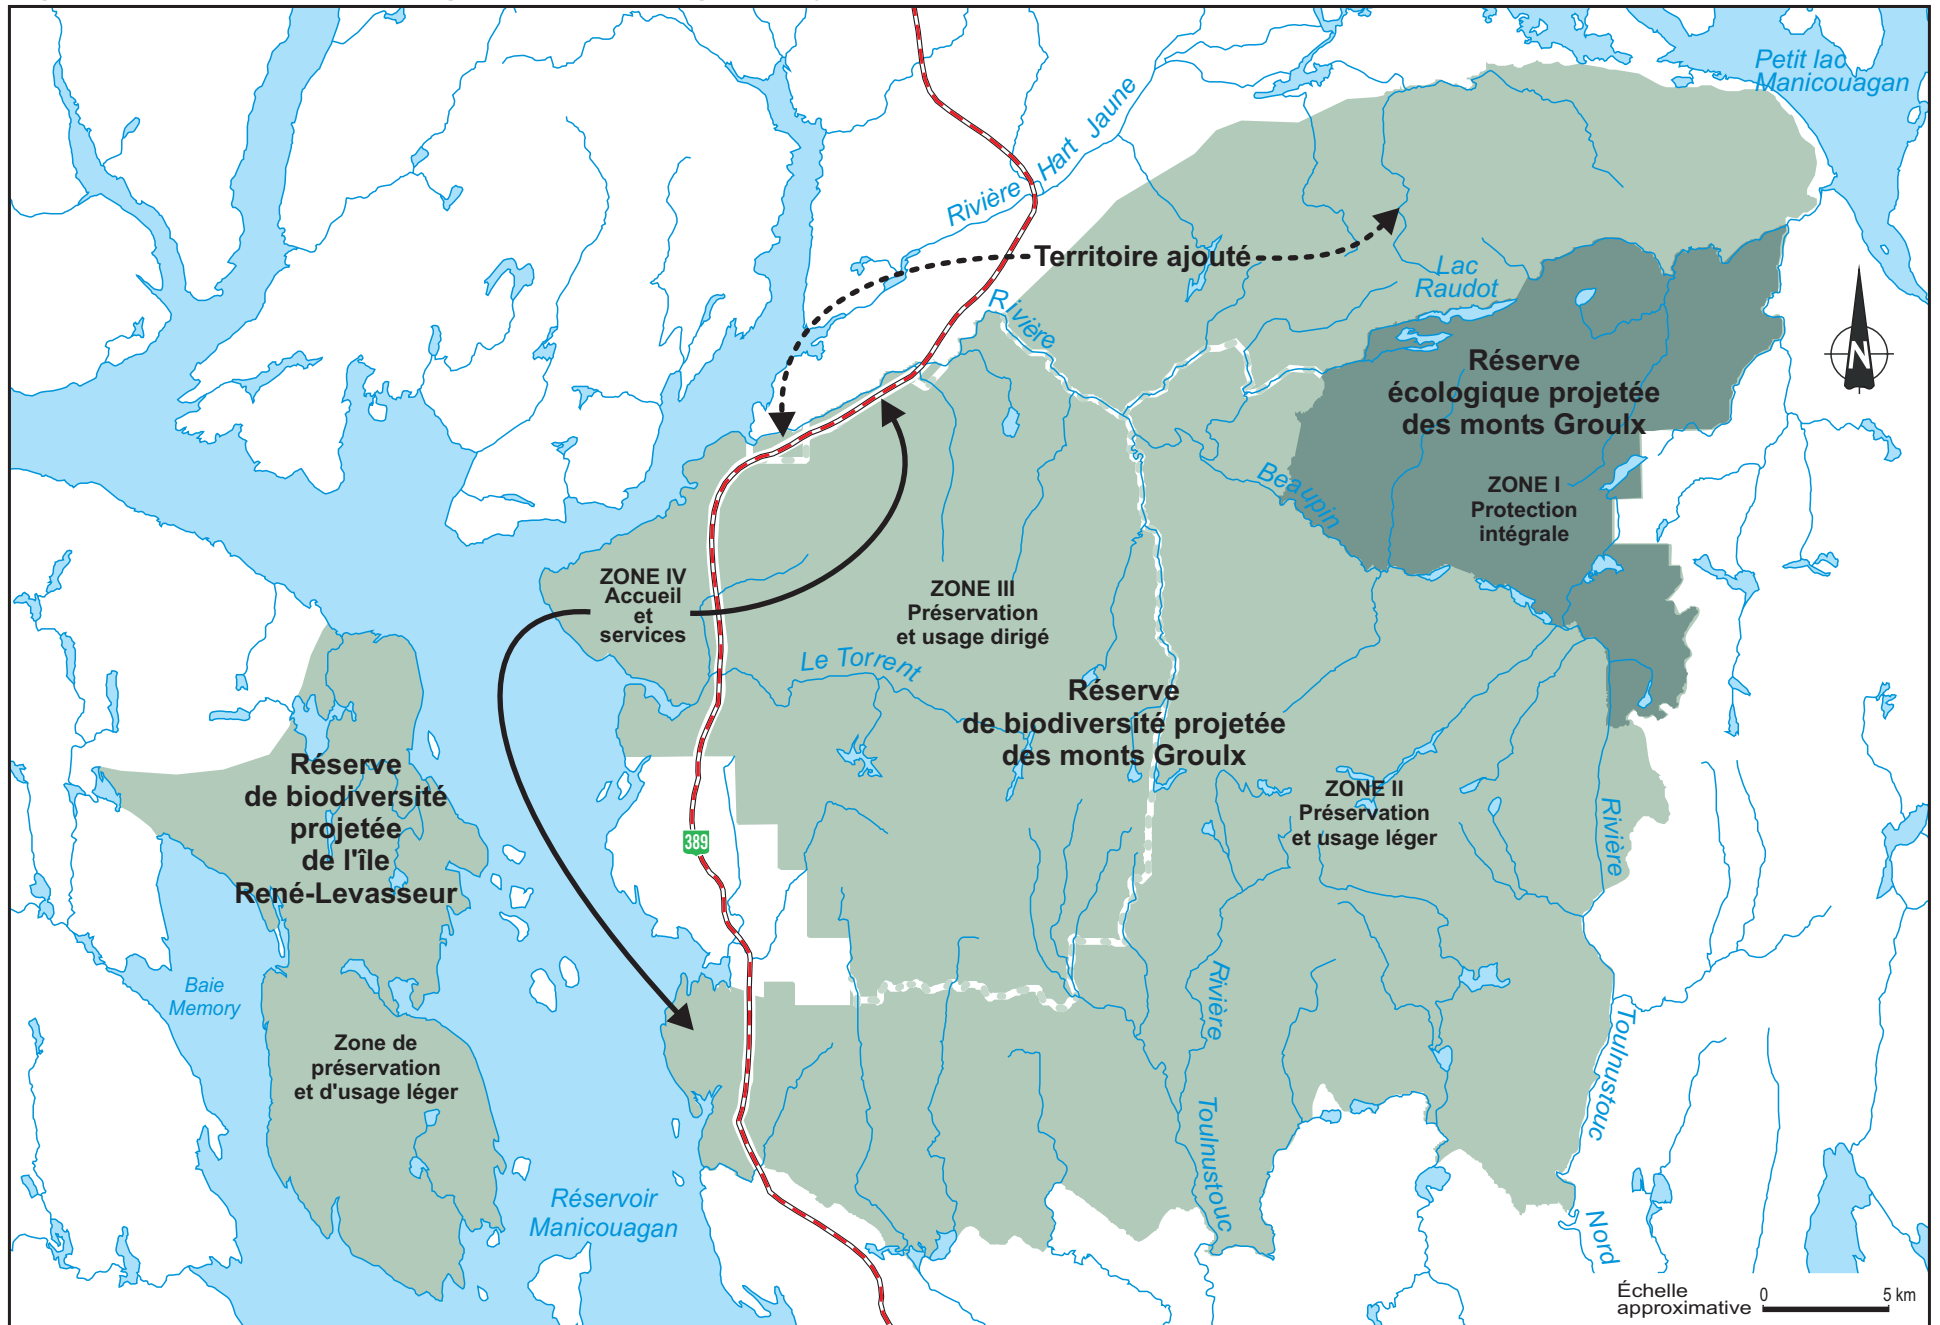 Petit lac
Manicouagan
Rivière Hart Jaune
Territoire ajouté
Lac
Raudot
Rivière
N
Réserve
écologique projetée
des monts Groulx
ZONE I
Protection
intégrale
Beaupin
ZONE IV
Accueil
et
services
ZONE III
Préservation
et usage dirigé
Le Torrent
Réserve
de biodiversité projetée
des monts Groulx
Réserve
de biodiversité
projetée
de l'île
René-Levasseur
ZONE II
Préservation
et usage léger
389
Rivière
Baie
Memory
Rivière
Zone de
préservation
et d'usage léger
Toulnustouc
Toulnustouc
Réservoir
Manicouagan
Nord
Échelle
approximative
0 5 km